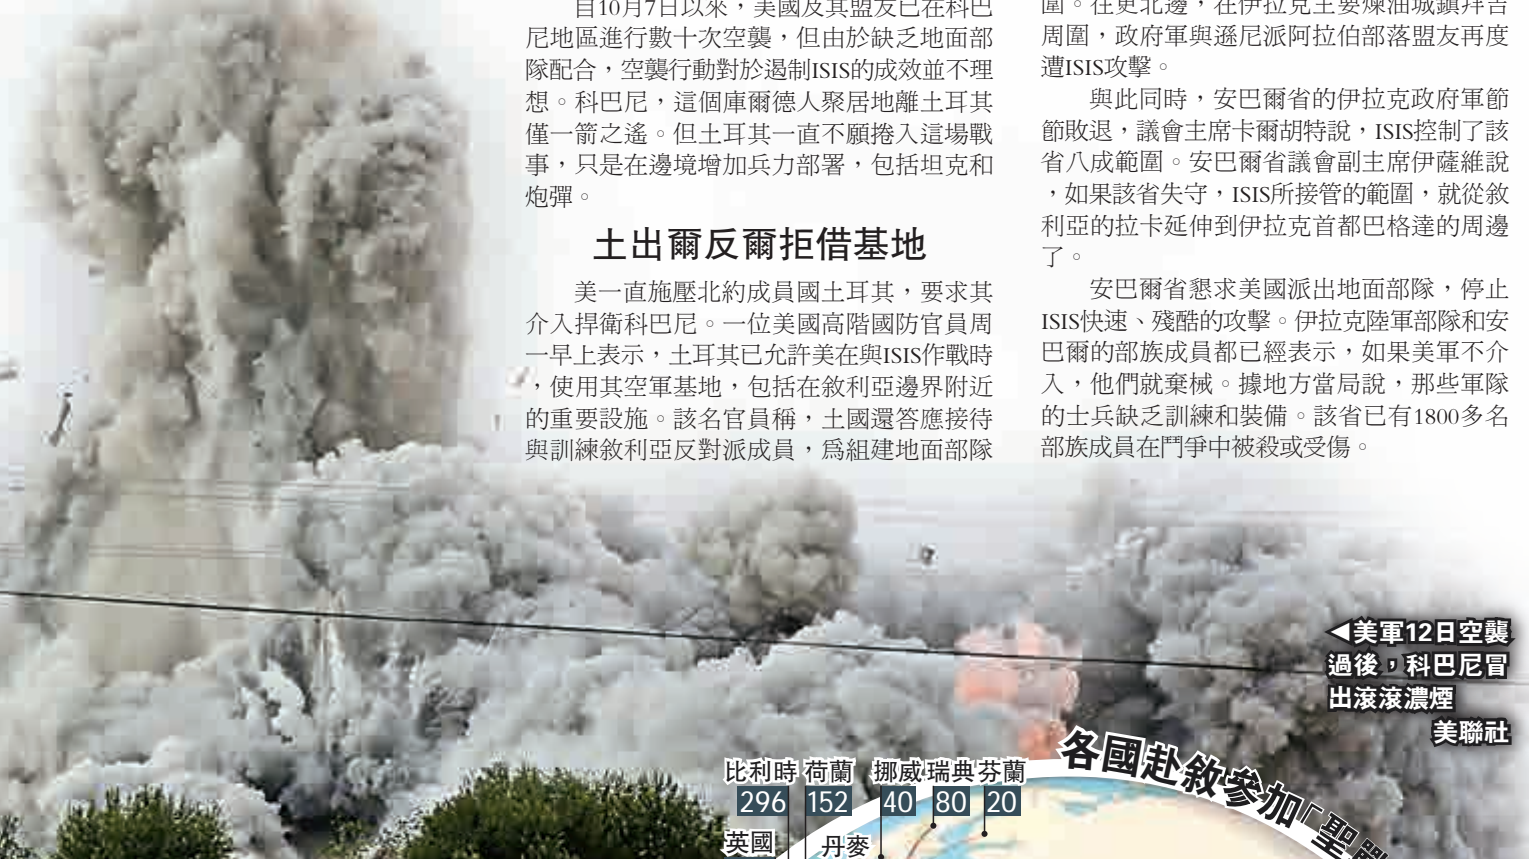 自10月7日以來，美國及其盟友已在科巴
尼地區進行數十次空襲，但由於缺乏地面部
隊配合，空襲行動對於遏制ISIS的成效並不理
想。科巴尼，這個庫爾德人聚居地離土耳其
僅一箭之遙。但土耳其一直不願捲入這場戰
事，只是在邊境增加兵力部署，包括坦克和
炮彈。
土出爾反爾拒借基地
美一直施壓北約成員國土耳其，要求其
介入捍衛科巴尼。一位美國高階國防官員周
一早上表示，土耳其已允許美在與ISIS作戰時
，使用其空軍基地，包括在敘利亞邊界附近
的重要設施。該名官員稱，土國還答應接待
與訓練敘利亞反對派成員，爲組建地面部隊
圍。在更北邊，在伊拉克主要煉油城鎮拜吉
周圍，政府軍與遜尼派阿拉伯部落盟友再度
遭ISIS攻擊。
與此同時，安巴爾省的伊拉克政府軍節
節敗退，議會主席卡爾胡特說，ISIS控制了該
省八成範圍。安巴爾省議會副主席伊薩維說
，如果該省失守，ISIS所接管的範圍，就從敘
利亞的拉卡延伸到伊拉克首都巴格達的周邊
了。
安巴爾省懇求美國派出地面部隊，停止
ISIS快速、殘酷的攻擊。伊拉克陸軍部隊和安
巴爾的部族成員都已經表示，如果美軍不介
入，他們就棄械。據地方當局說，那些軍隊
的士兵缺乏訓練和裝備。該省已有1800多名
部族成員在鬥爭中被殺或受傷。
◀美軍12日空襲
過後，科巴尼冒
出滾滾濃煙
美聯社
各國赴敘參加「聖戰
比利時 荷蘭 挪威 瑞典 芬蘭
296 152 40 80 20
英國 丹麥